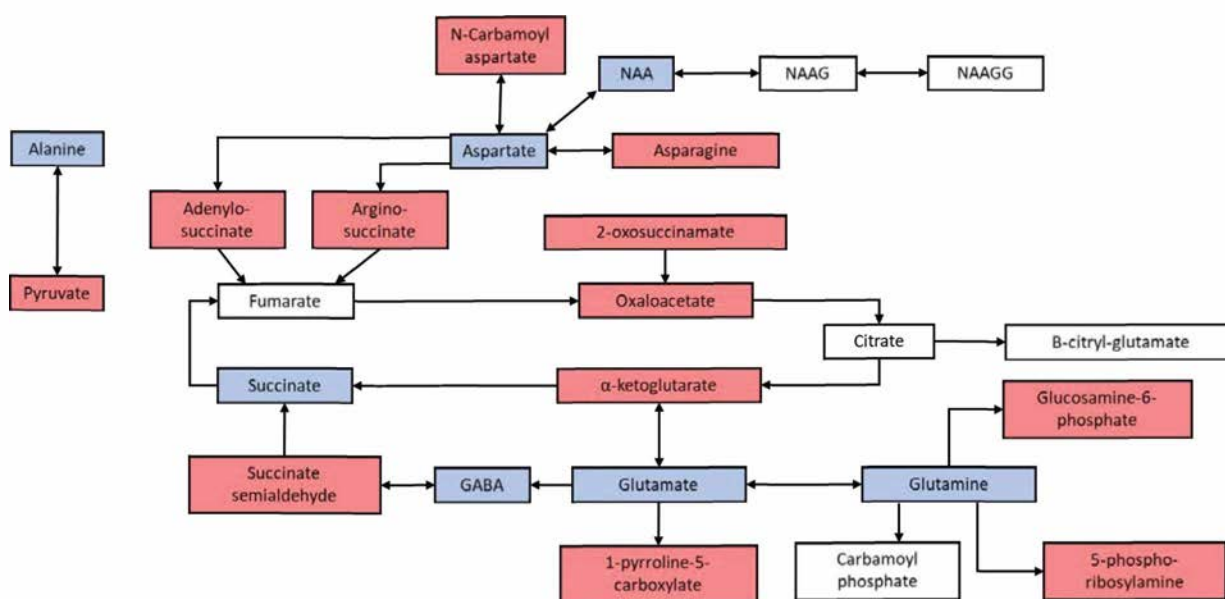 N-Carbamoyl
aspartate
NAA
NAAG
NAAGG
Alanine
Aspartate
Asparagine
Adenylo-
succinate
Argino-
succinate
2-oxosuccinamate
Pyruvate
Fumarate
Oxaloacetate
Citrate
B-citryl-glutamate
Succinate
α-ketoglutarate
Glucosamine-6-
phosphate
Succinate
semialdehyde
GABA
Glutamate
Glutamine
1-pyrroline-5-
carboxylate
Carbamoyl
phosphate
5-phospho-
ribosylamine